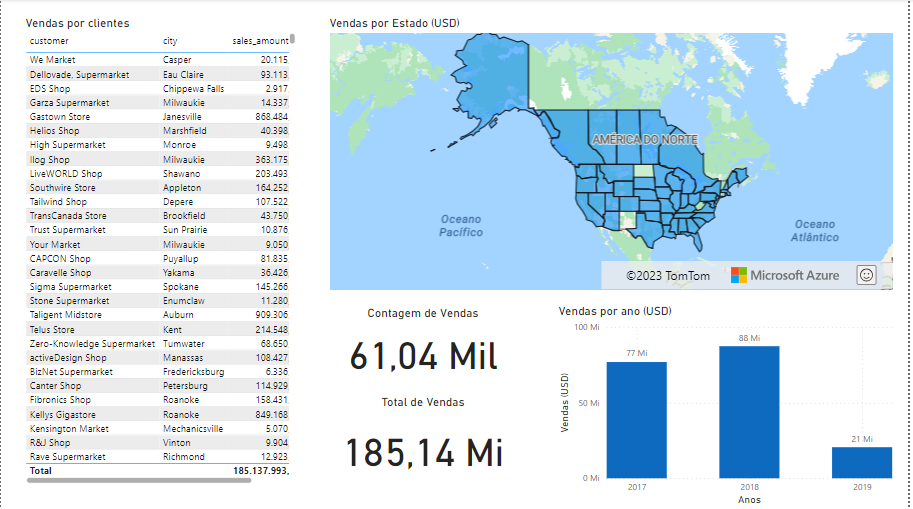 Vendas por clientes
customer city sales_amount
We Market Casper 20.115
Dellovade, Supermarket Eau Claire 93.113
EDS Shop Chippewa Falls 2.917
Garza Supermarket Milwaukie 14.337
Gastown Store Janesville 868.484
Helios Shop Marshfield 40.398
High Supermarket Monroe 9.498
Ilog Shop Milwaukie 363.175
LiveWORLD Shop Shawano 203.493
Southwire Store Appleton 164.252
Tailwind Shop Depere 107.522
TransCanada Store Brookfield 43.750
Trust Supermarket Sun Prairie 10.876
Your Market Milwaukie 9.050
CAPCON Shop Puyallup 81.835
Caravelle Shop Yakama 36.426
Sigma Supermarket Spokane 145.266
Stone Supermarket Enumclaw 11.280
Taligent Midstore Auburn 909.306
Telus Store Kent 214.548
Zero-Knowledge Supermarket Tumwater 68.650
activeDesign Shop Manassas 108.427
BizNet Supermarket Fredericksburg 6.336
Canter Shop Petersburg 114.929
Fibronics Shop Roanoke 158.431
Kellys Gigastore Roanoke 849.168
Kensington Market Mechanicsville 5.070
R&J Shop Vinton 9.904
Rave Supermarket Richmond 12.923
Total 185.137.993,
Vendas por Estado (USD)
AMÉRICA DO NORTE
Oceano
Pacífico
Oceano
Atlântico
©2023 TomTom Microsoft Azure
Contagem de Vendas
61,04 Mil
Total de Vendas
185,14 Mi
Vendas por ano (USD)
Vendas (USD)
100 Mi
50 Mi
0 Mi
77 Mi
88 Mi
21 Mi
2017 2018 2019
Anos